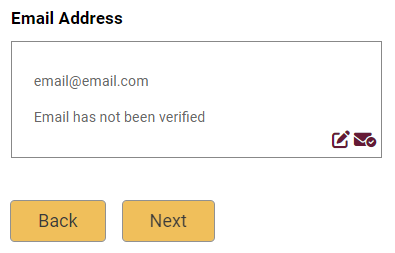 Email Address
email@email.com
Email has not been verified
Back
Next